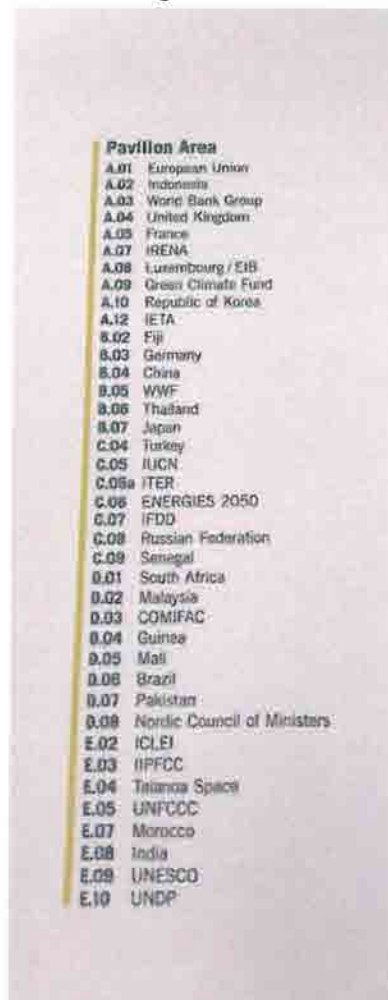 Pavilion Area
A.01 European Union
A.02 Indonesia
A.03 World Bank Group
A.04 United Kingdom
A.05 France
A.07 IRENA
A.08 Luxembourg / EIB
A.09 Green Climate Fund
A.10 Republic of Korea
A.12 IETA
B.02 Fiji
B.03 Germany
B.04 China
B.05 WWF
B.06 Thailand
B.07 Japan
C.04 Turkey
C.05 IUCN
C.05a ITER
C.06 ENERGIES 2050
C.07 IFDD
C.08 Russian Federation
C.09 Senegal
D.01 South Africa
D.02 Malaysia
D.03 COMIFAC
D.04 Guinea
D.05 Mali
D.06 Brazil
D.07 Pakistan
D.08 Nordic Council of Ministers
E.02 ICLEI
E.03 IIPFCC
E.04 Talanoa Space
E.05 UNFCCC
E.07 Morocco
E.08 India
E.09 UNESCO
E.10 UNDP